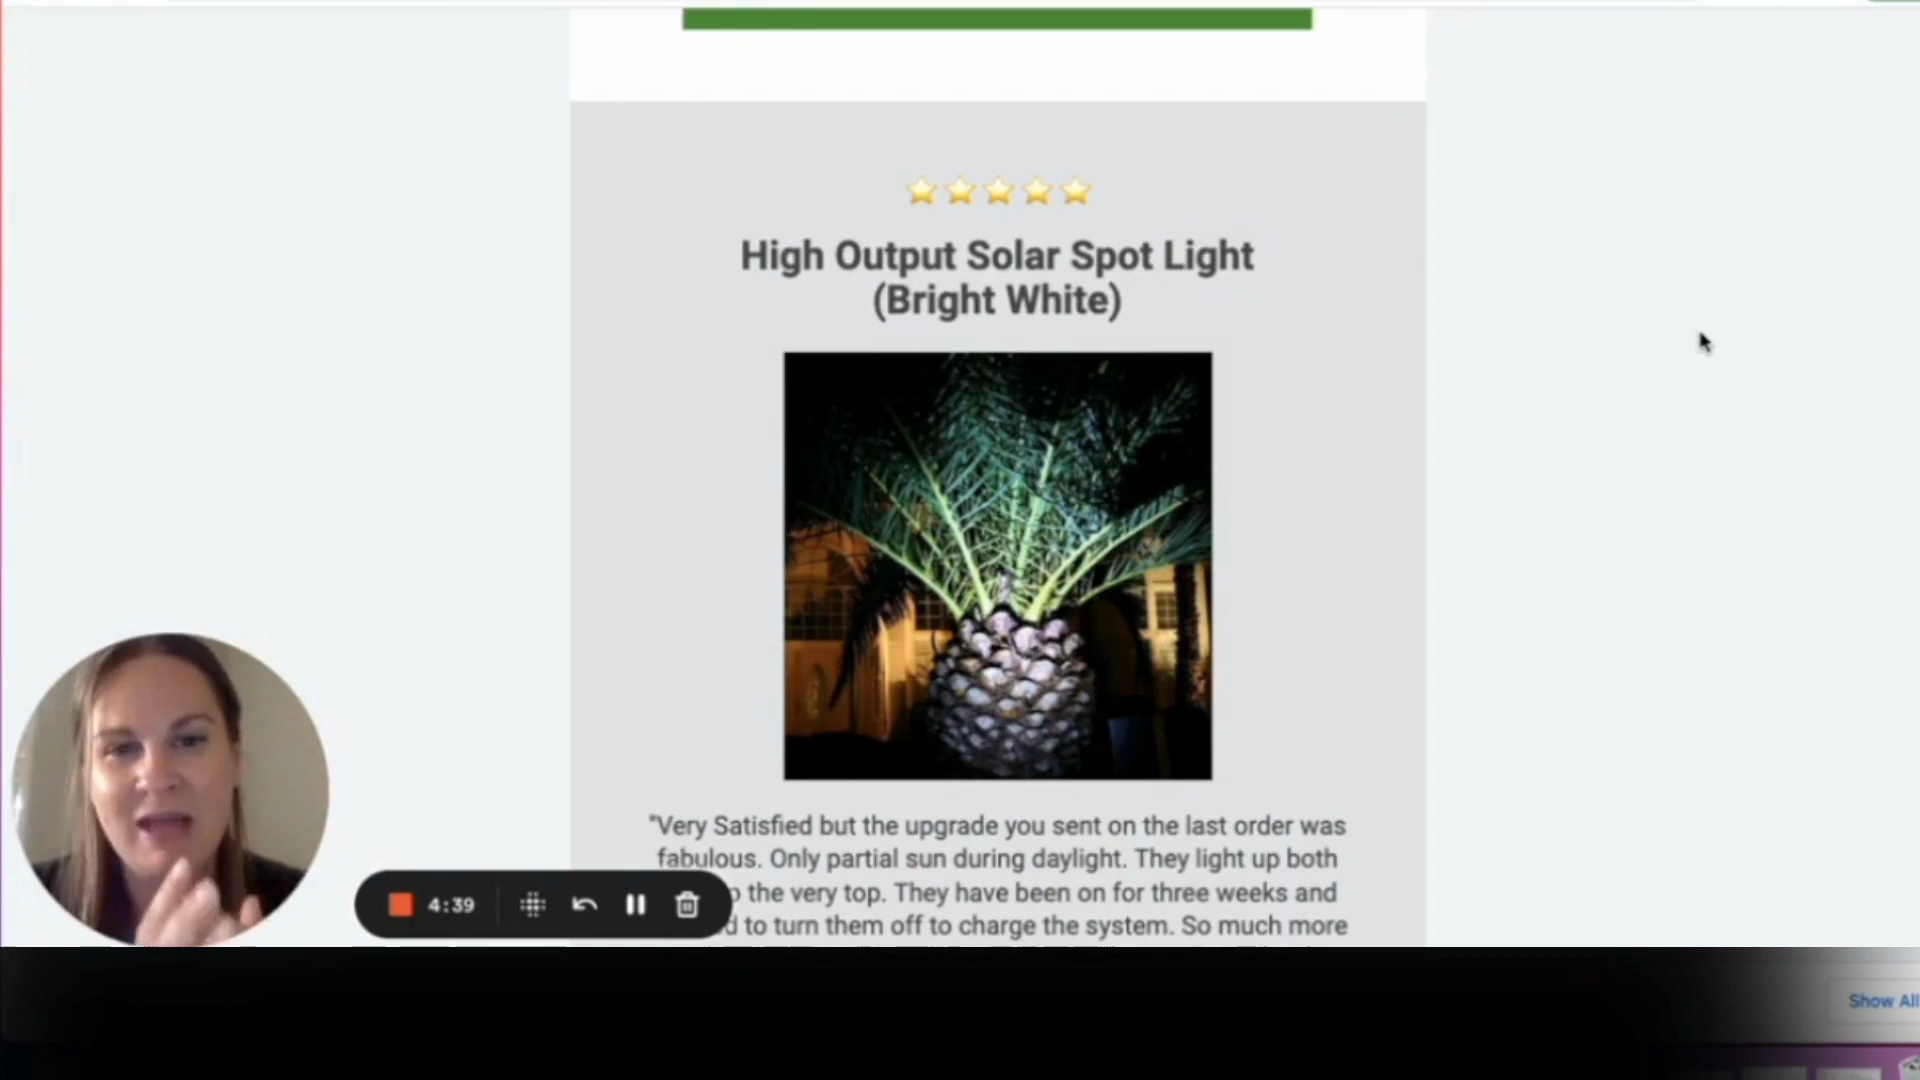 High Output Solar Spot Light
(Bright White)
"Very Satisfied but the upgrade you sent on the last order was
fabulous. Only partial sun during daylight. They light up both
the very top. They have been on for three weeks and
to turn them off to charge the system. So much more
4:39
Show All